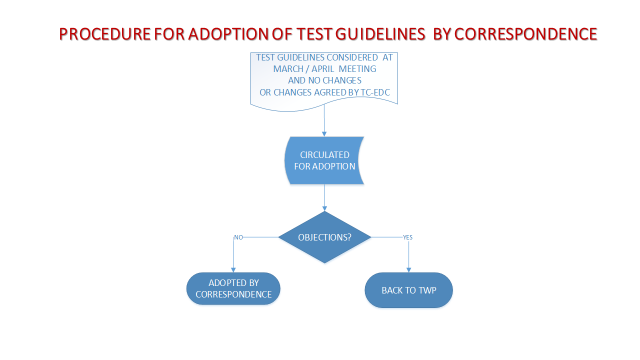 PROCEDURE FOR ADOPTION OF TEST GUIDELINES BY CORRESPONDENCE
TEST GUIDELINES CONSIDERED AT
MARCH / APRIL MEETING
AND NO CHANGES
OR CHANGES AGREED BY TC-EDC
CIRCULATED
FOR ADOPTION
OBJECTIONS?
NO
YES
ADOPTED BY
CORRESPONDENCE
BACK TO TWP